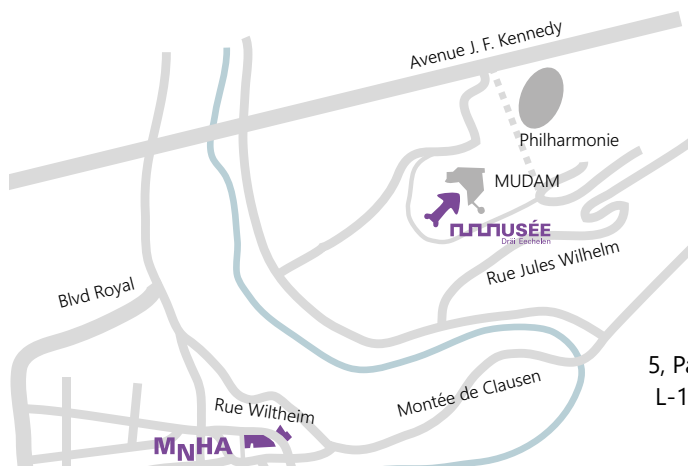 Avenue J. F. Kennedy
Philharmonie
MUDAM
MUSÉE
Dräi Eechelen
Rue Jules Wilhelm
Blvd Royal
5, Pa
L-1
Montée de Clausen
Rue Wiltheim
MNHA